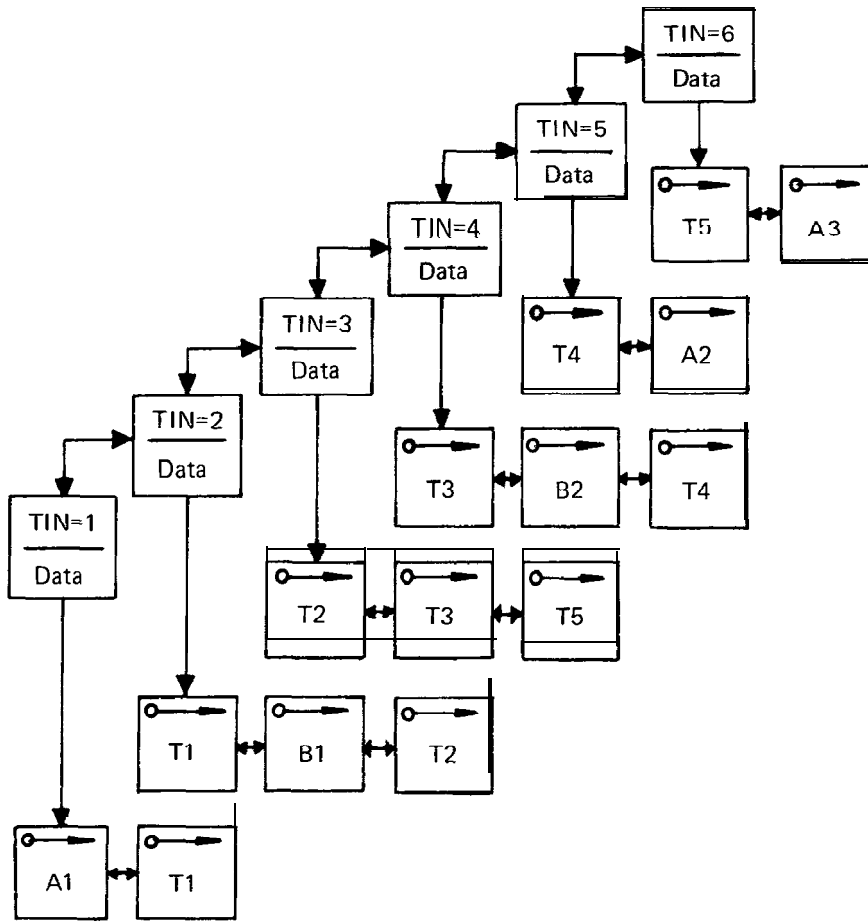 TIN=6
Data
TIN=5
Data
T5 A3
TIN=4
Data
TIN=3
Data
T4 A2
TIN=2
Data
T3 B2 T4
TIN=1
Data
T2 T3 T5
T1 B1 T2
A1 T1